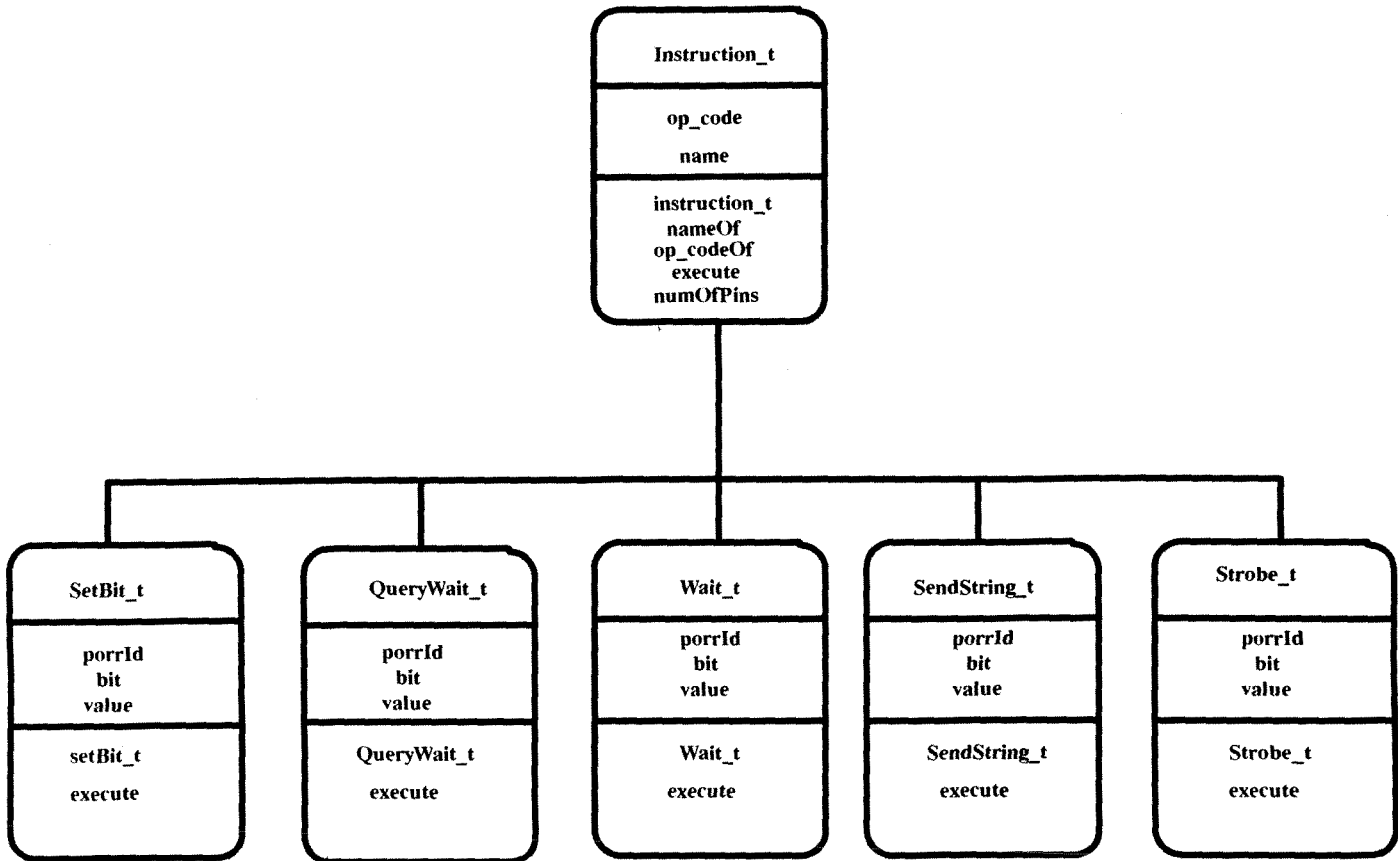 Instruction_t
op_code
name
instruction_t
nameOf
op_codeOf
execute
numOfPins
SetBit_t
porrId
bit
value
setBit_t
execute
QueryWait_t
porrId
bit
value
QueryWait_t
execute
Wait_t
porrId
bit
value
Wait_t
execute
SendString_t
porrId
bit
value
SendString_t
execute
Strobe_t
porrId
bit
value
Strobe_t
execute